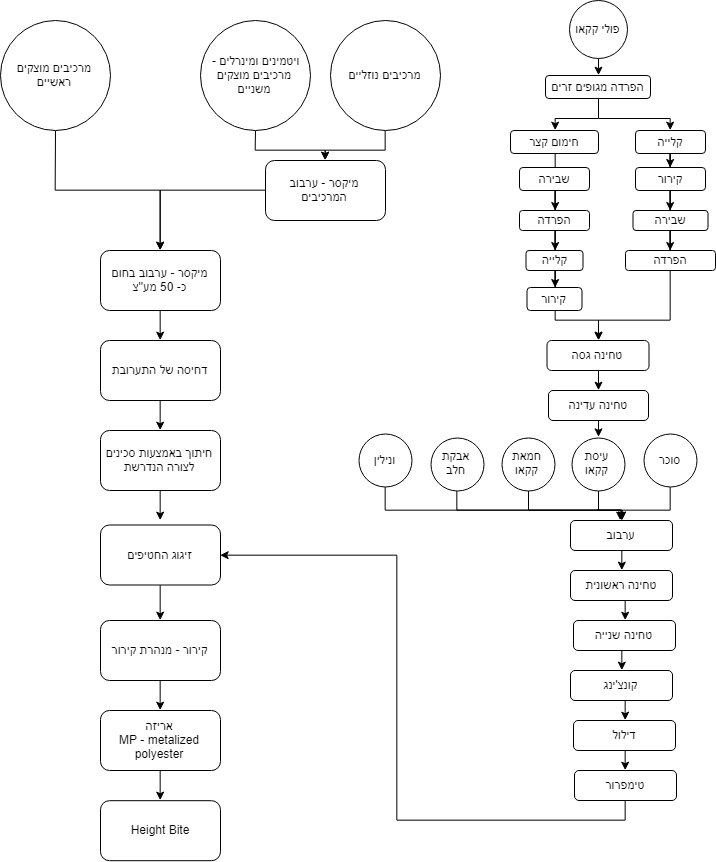 פולי קקאו
הפרדה מגופים זרים
חימום קצר
שבירה
הפרדה
קלייה
קירור
קלייה
קירור
שבירה
הפרדה
טחינה גסה
טחינה עדינה
סוכר
עיסת
קקאו
חמאת
קקאו
אבקת
חלב
ונילין
ערבוב
טחינה ראשונית
טחינה שנייה
קונצ'ינג
דילול
טימפרור
מרכיבים נוזליים
ויטמינים ומינרלים -
מרכיבים מוצקים
משניים
מרכיבים מוצקים
ראשיים
מיקסר - ערבוב
המרכיבים
מיקסר - ערבוב בחום
כ- 50 מע"צ
דחיסה של התערובת
חיתוך באמצעות סכינים
לצורה הנדרשת
זיגוג החטיפים
קירור - מנהרת קירור
אריזה
MP - metalized
polyester
Height Bite